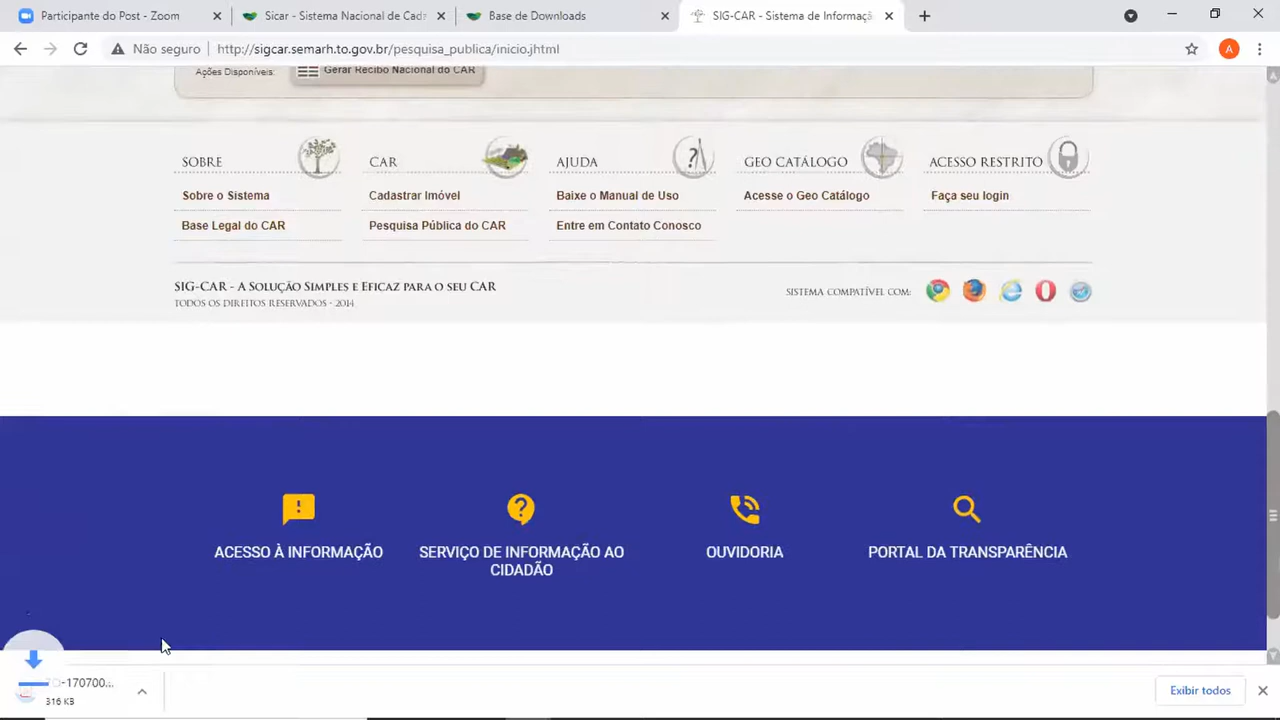 Participante do Post - Zoom
Sicar - Sistema Nacional de Cad
Base de Downloads
SIG-CAR - Sistema de Informaçã
Não seguro
http://sigcar.semarh.to.gov.br/pesquisa_publica/inicio.jhtml
Ações Disponíveis:
Gerar Recibo Nacional do CAR
SOBRE
CAR
AJUDA
GEO CATÁLOGO
ACESSO RESTRITO
Sobre o Sistema
Cadastrar Imóvel
Baixe o Manual de Uso
Acesse o Geo Catálogo
Faça seu login
Base Legal do CAR
Pesquisa Pública do CAR
Entre em Contato Conosco
SIG-CAR - A SOLUÇÃO SIMPLES E EFICAZ PARA O SEU CAR
TODOS OS DIREITOS RESERVADOS - 2014
SISTEMA COMPATÍVEL COM:
ACESSO À INFORMAÇÃO
SERVIÇO DE INFORMAÇÃO AO
CIDADÃO
OUVIDORIA
PORTAL DA TRANSPARÊNCIA
-170700...
316 KB
Exibir todos